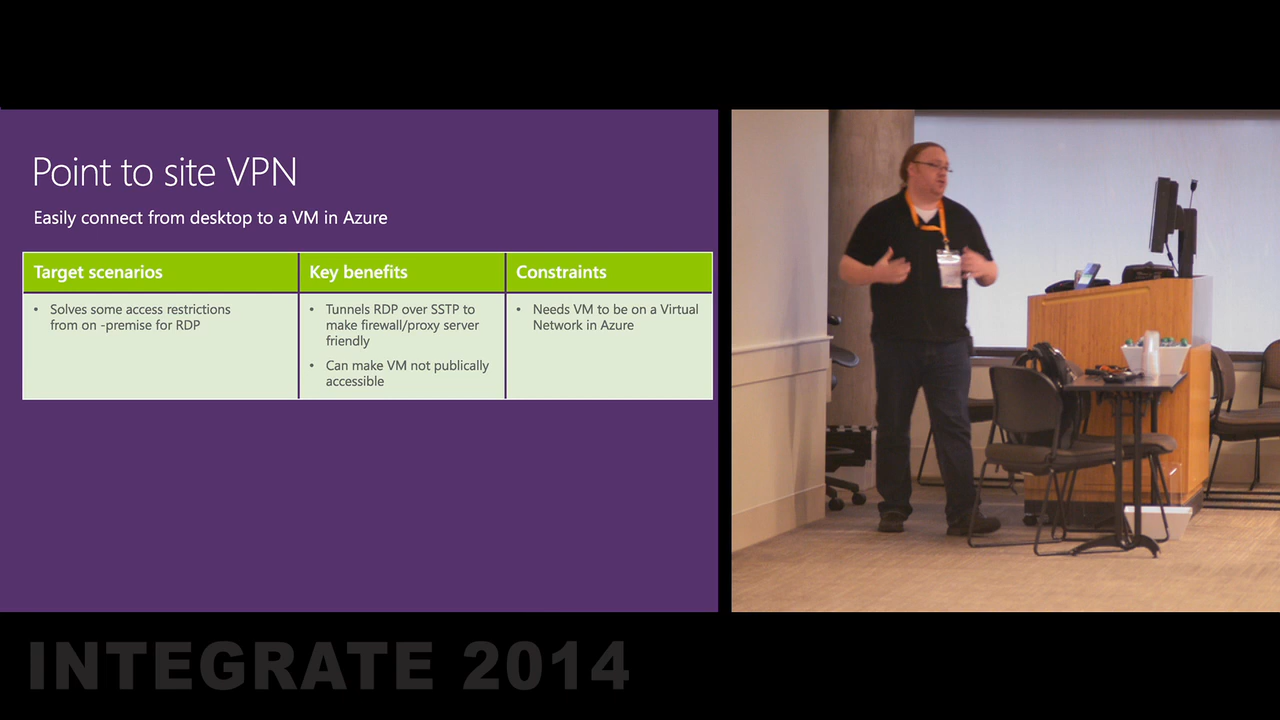 Point to site VPN
Easily connect from desktop to a VM in Azure
Target scenarios
Key benefits
Constraints
• Solves some access restrictions
from on -premise for RDP
• Tunnels RDP over SSTP to
make firewall/proxy server
friendly
• Can make VM not publically
accessible
• Needs VM to be on a Virtual
Network in Azure
INTEGRATE 2014